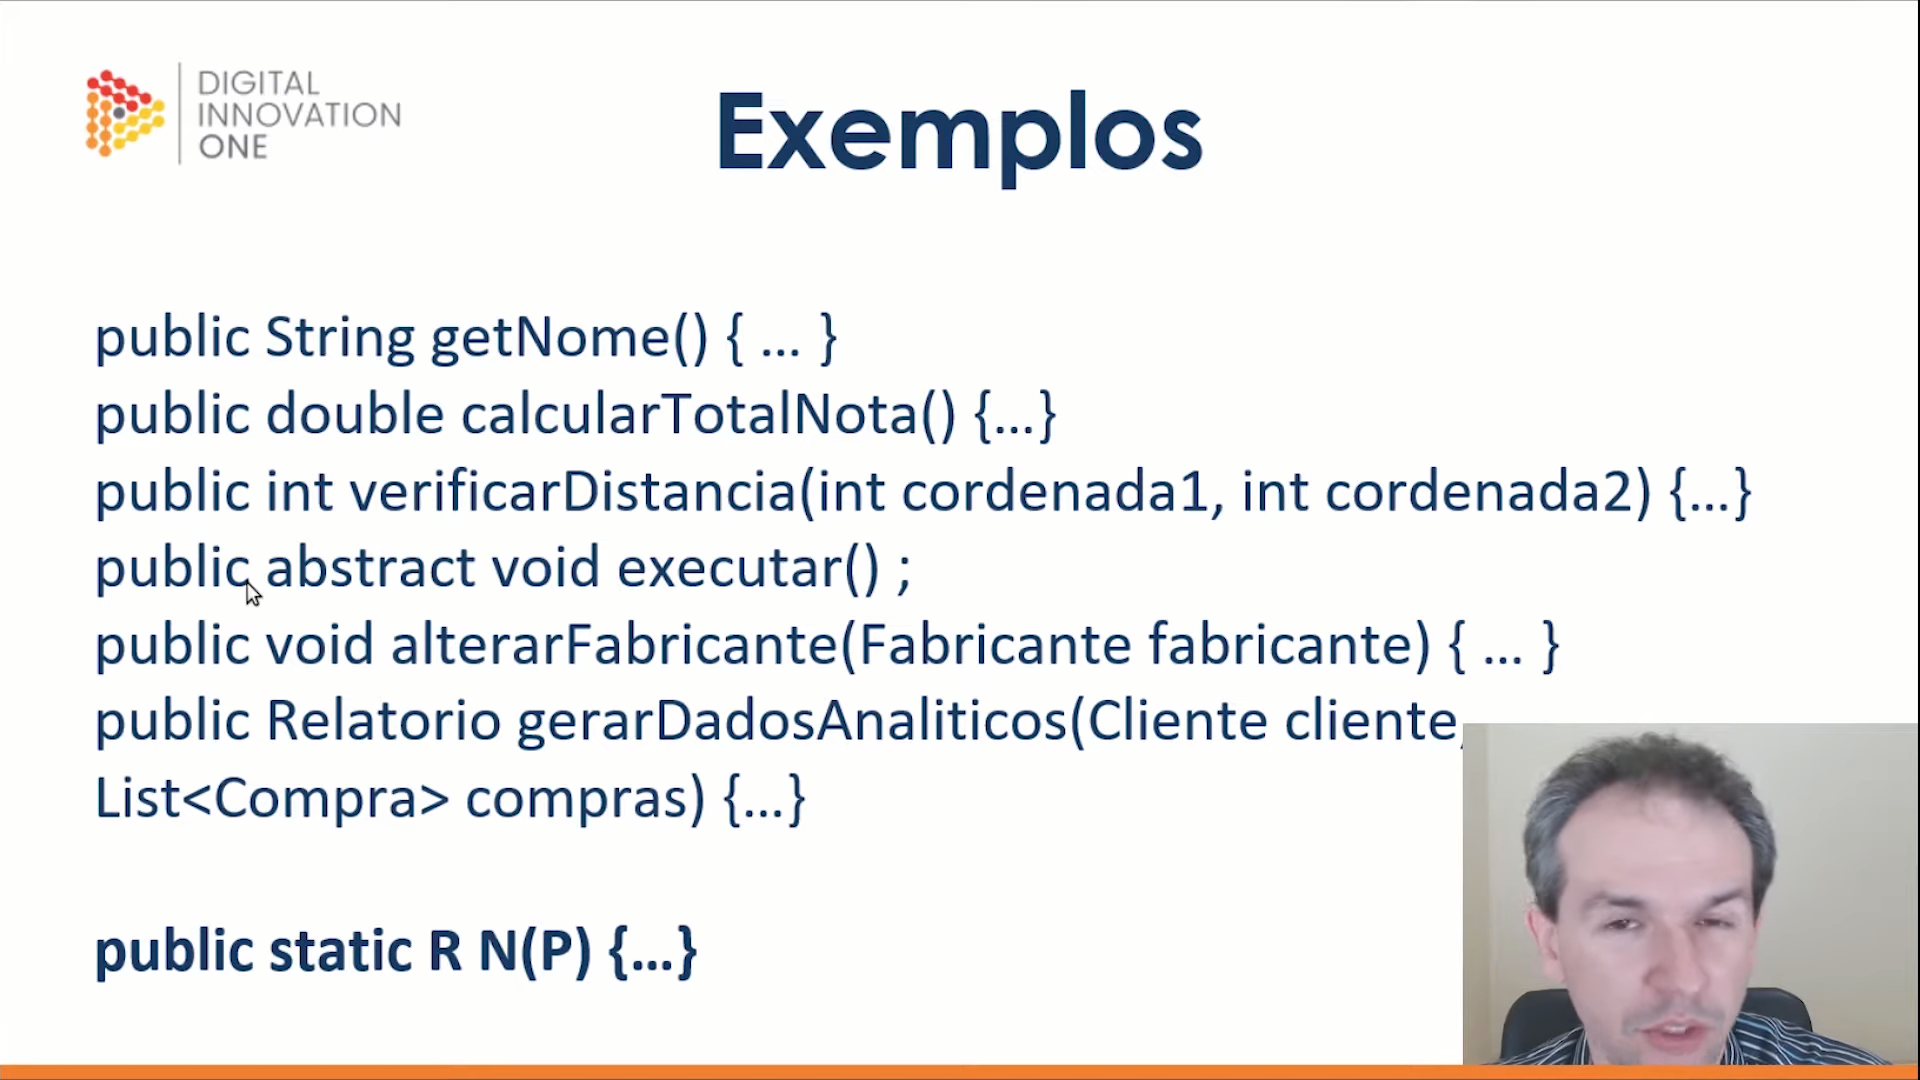 DIGITAL
INNOVATION
ONE
Exemplos
public String getNome() { ... }
public double calcularTotalNota() {...}
public int verificarDistancia(int cordenada1, int cordenada2) {...}
public abstract void executar() ;
public void alterarFabricante(Fabricante fabricante) { ... }
public Relatorio gerarDadosAnaliticos(Cliente cliente,
List<Compra> compras) {...}
public static R N(P) {...}